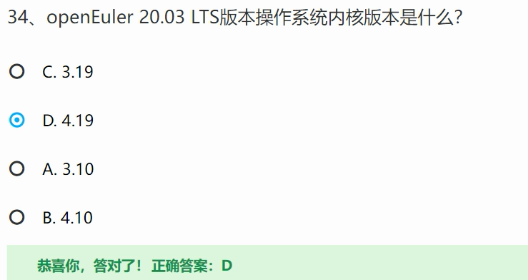 34、openEuler 20.03 LTS版本操作系统内核版本是什么?
C. 3.19
D. 4.19
A. 3.10
B. 4.10
恭喜你，答对了！正确答案：D